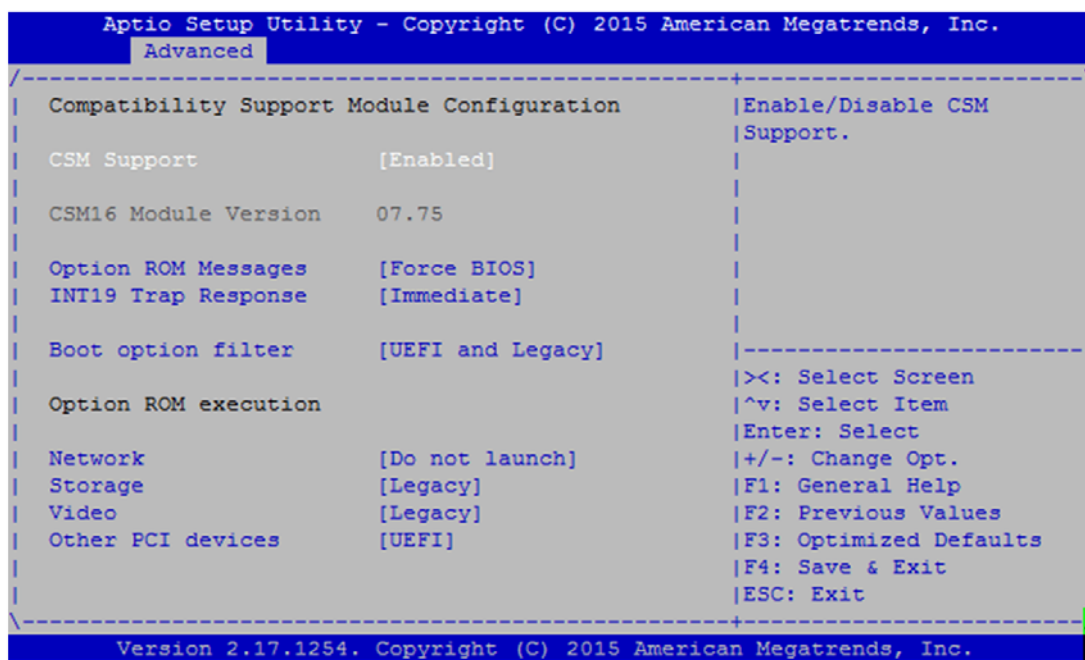 Aptio Setup Utility - Copyright (C) 2015 American Megatrends, Inc.
Advanced
/----------------------------------------------------+-------------------------
| Compatibility Support Module Configuration |Enable/Disable CSM
| |Support.
| CSM Support [Enabled] |
| |
| CSM16 Module Version 07.75 |
| |
| Option ROM Messages [Force BIOS] |
| INT19 Trap Response [Immediate] |
| |
| Boot option filter [UEFI and Legacy] |-------------------------
| |><: Select Screen
| Option ROM execution |^v: Select Item
| |Enter: Select
| Network [Do not launch] |+/-: Change Opt.
| Storage [Legacy] |F1: General Help
| Video [Legacy] |F2: Previous Values
| Other PCI devices [UEFI] |F3: Optimized Defaults
| |F4: Save & Exit
| |ESC: Exit
\----------------------------------------------------+-------------------------
Version 2.17.1254. Copyright (C) 2015 American Megatrends, Inc.